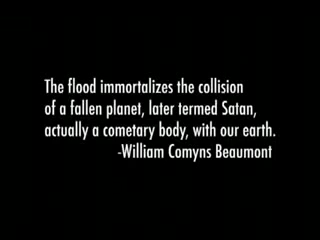 The flood immortalizes the collision
of a fallen planet, later termed Satan,
actually a cometary body, with our earth.
-William Comyns Beaumont